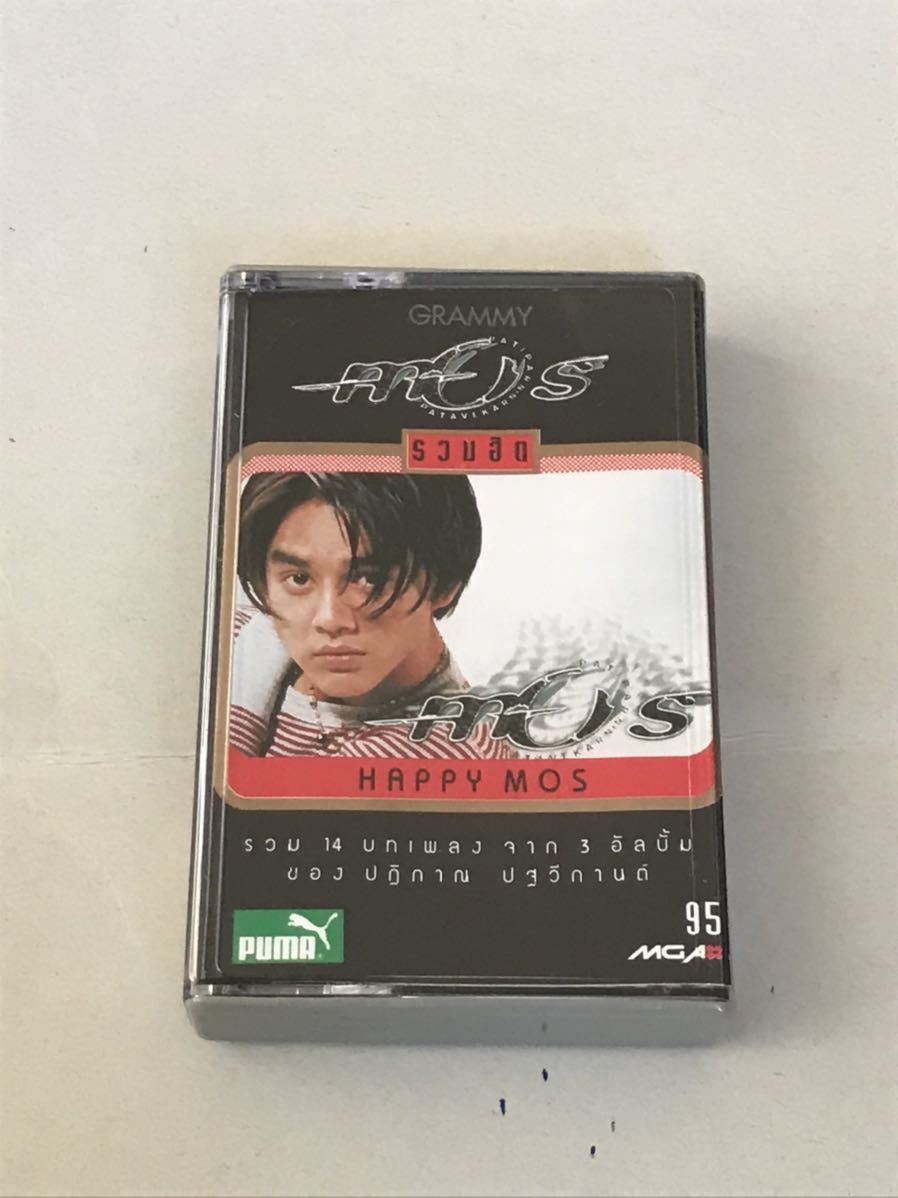 GRAMMY
mos
PATIPARN PATAVEKARN
รวมฮิต
mos
HAPPY MOS
รวม 14 บทเพลง จาก 3 อัลบั้ม
ของ ปฏิภาณ ปฐวีกานต์
PUMA
95
MGA